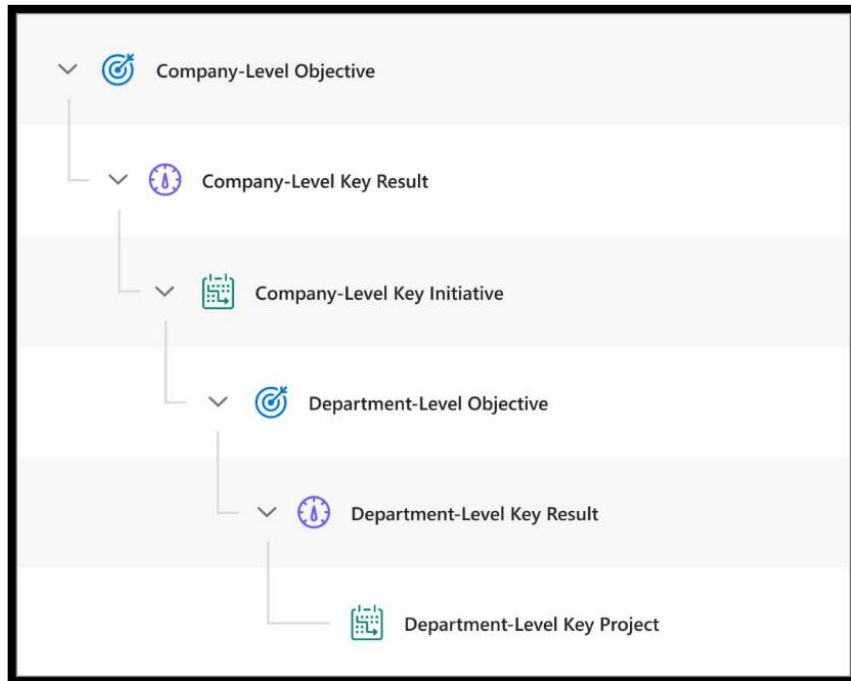 Company-Level Objective
Company-Level Key Result
Company-Level Key Initiative
Department-Level Objective
Department-Level Key Result
Department-Level Key Project